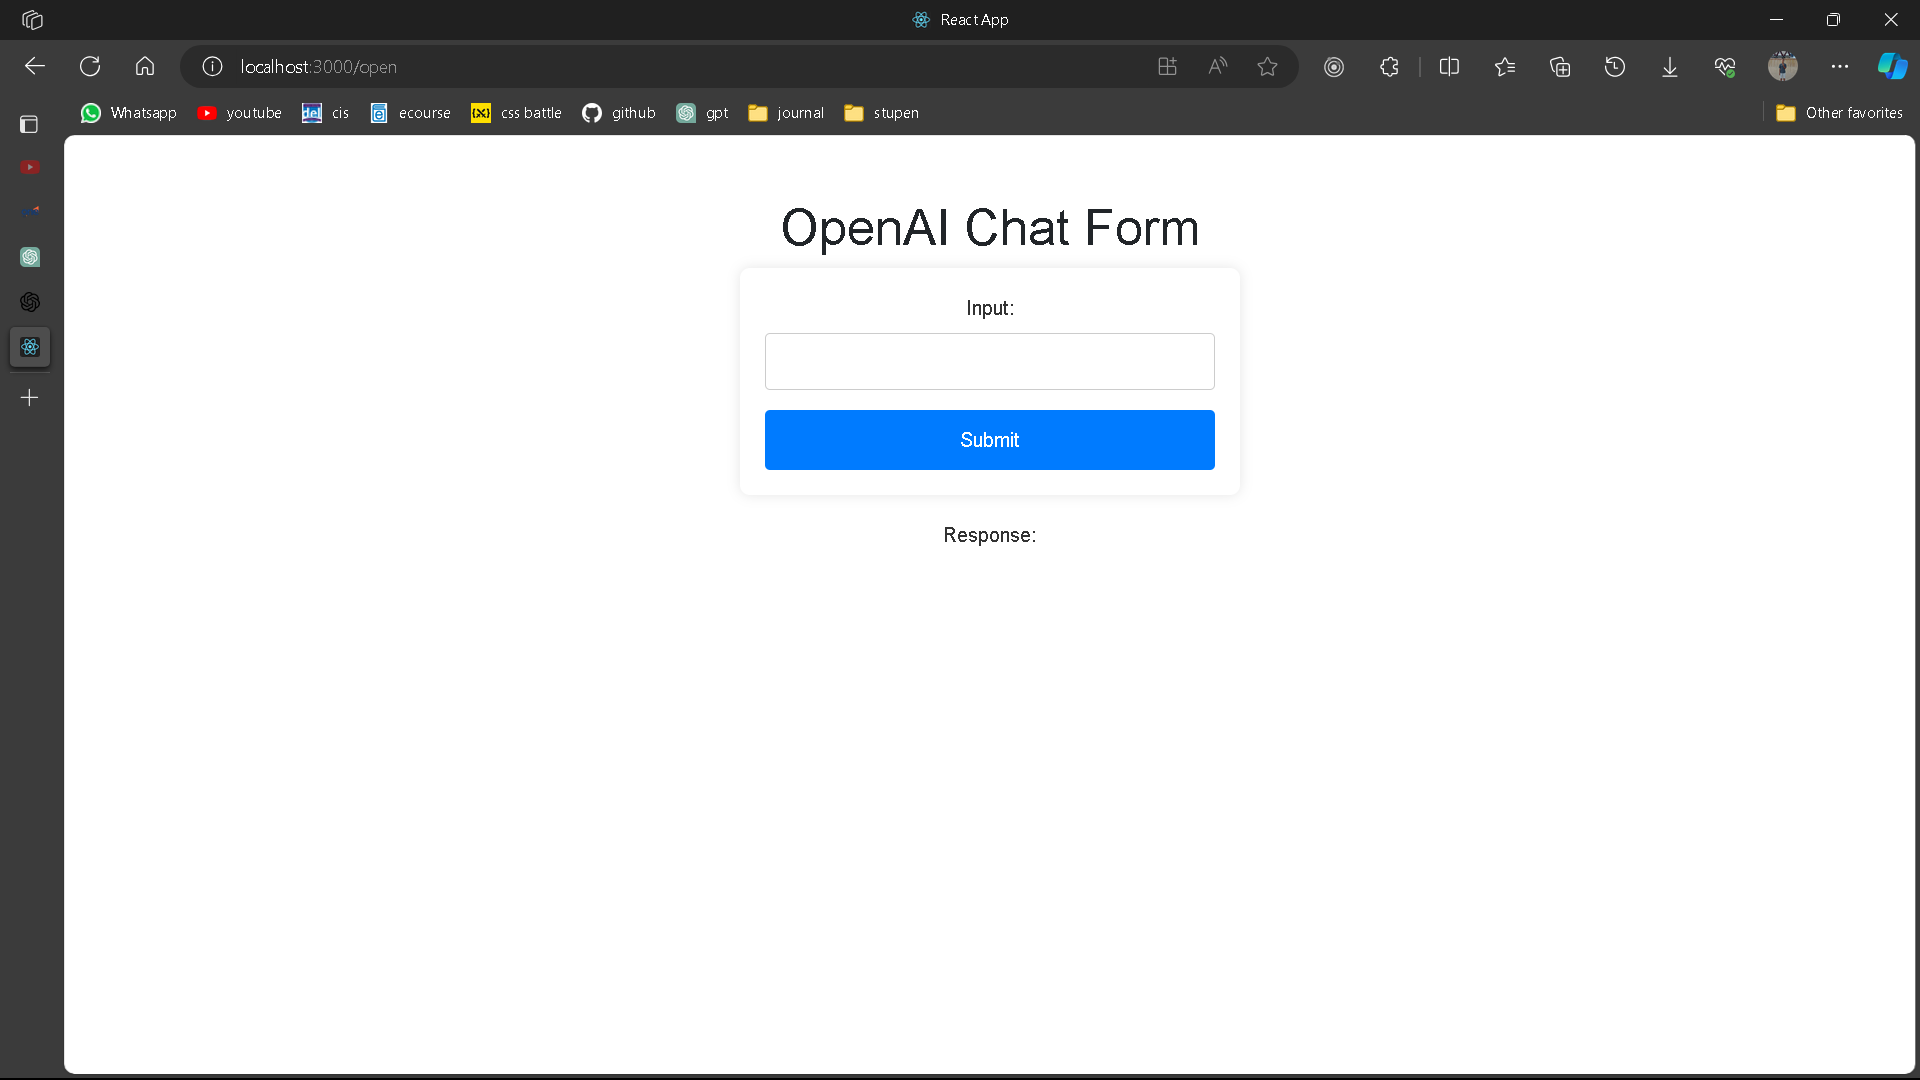 React App
localhost:3000/open
Whatsapp youtube del cis e ecourse {X} css battle github gpt journal stupen Other favorites
OpenAI Chat Form
Input:
Submit
Response: